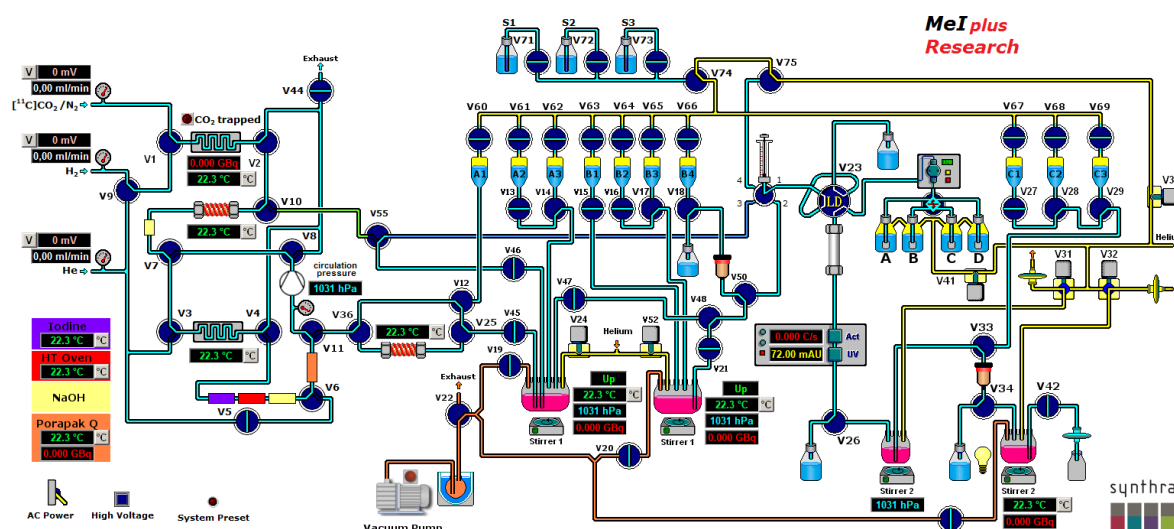 MeI plus
Research
S1
S2
S3
V71
V72
V73
V74
V75
V 0 mV
0,00 ml/min
[¹¹C]CO₂ /N₂
Exhaust
V44
CO₂ trapped
0.000 GBq
22.3 °C °C
V1
V2
V 0 mV
0,00 ml/min
H₂
V9
V10
22.3 °C °C
V 0 mV
0,00 ml/min
He
V7
V8
circulation
pressure
1031 hPa
V3
V4
22.3 °C °C
V11
V36
V6
V5
Iodine
22.3 °C °C
HT Oven
22.3 °C °C
NaOH
Porapak Q
22.3 °C °C
0.000 GBq
AC Power
High Voltage
System Preset
V60
V61
V62
V63
V64
V65
V66
V67
V68
V69
A1
A2
A3
B1
B2
B3
B4
C1
C2
C3
V13
V14
V15
V16
V17
V18
V27
V28
V29
V55
V46
V47
V12
V25
V45
22.3 °C °C
V24
Helium
V52
V48
V50
V19
V21
V22
Exhaust
V20
Vacuum Pump
Up
22.3 °C °C
1031 hPa
0.000 GBq
Stirrer 1
Up
22.3 °C °C
1031 hPa
0.000 GBq
Stirrer 1
4
1
3
2
V23
ILD
A
B
C
D
V41
V31
V32
V3
Helium
0.000 C/s
Act
72.00 mAU
UV
V26
V33
V34
V42
Stirrer 2
1031 hPa
Stirrer 2
22.3 °C °C
0.000 GBq
synthra